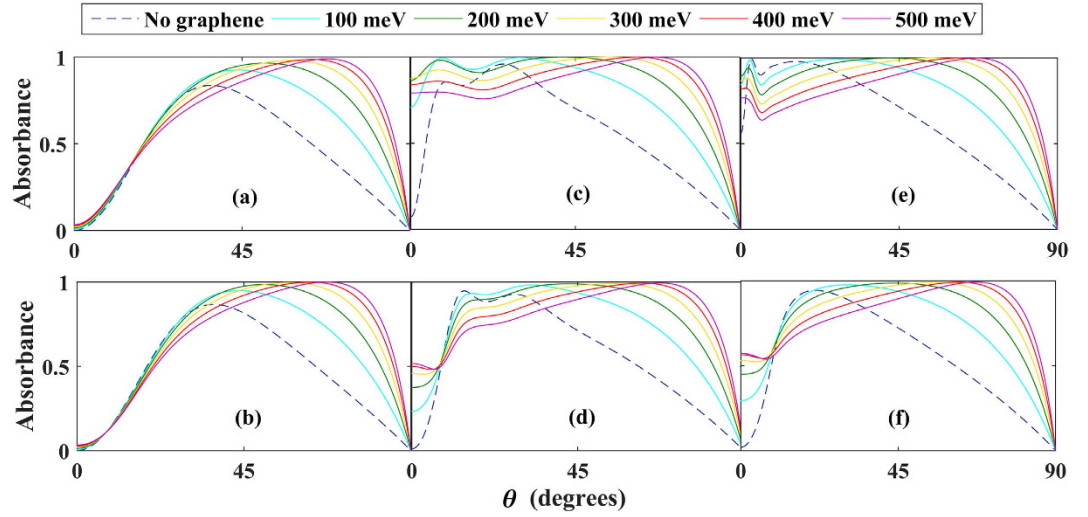 No graphene 100 meV 200 meV 300 meV 400 meV 500 meV
Absorbance
1
0.5
0
(a) (c) (e)
0 45 0 45 0 45 90
Absorbance
1
0.5
0
(b) (d) (f)
0 45 0 45 0 45 90
θ (degrees)